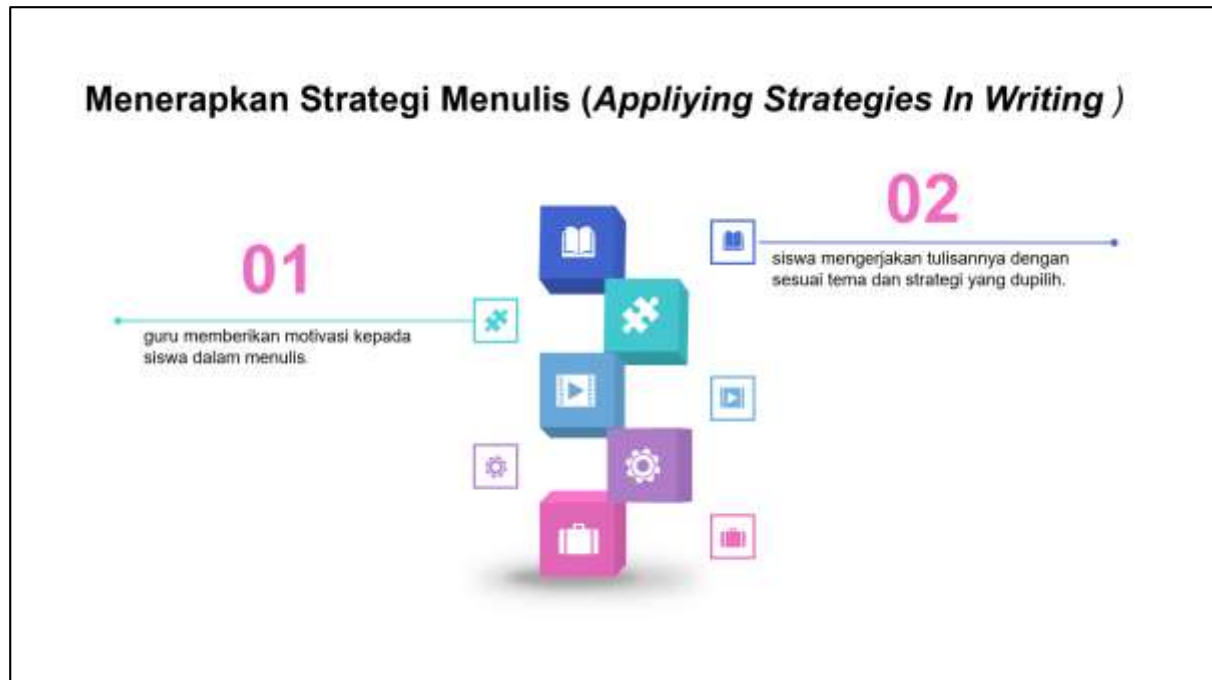 Menerapkan Strategi Menulis (Appliying Strategies In Writing )
01
guru memberikan motivasi kepada
siswa dalam menulis.
02
siswa mengerjakan tulisannya dengan
sesuai tema dan strategi yang dupilih.